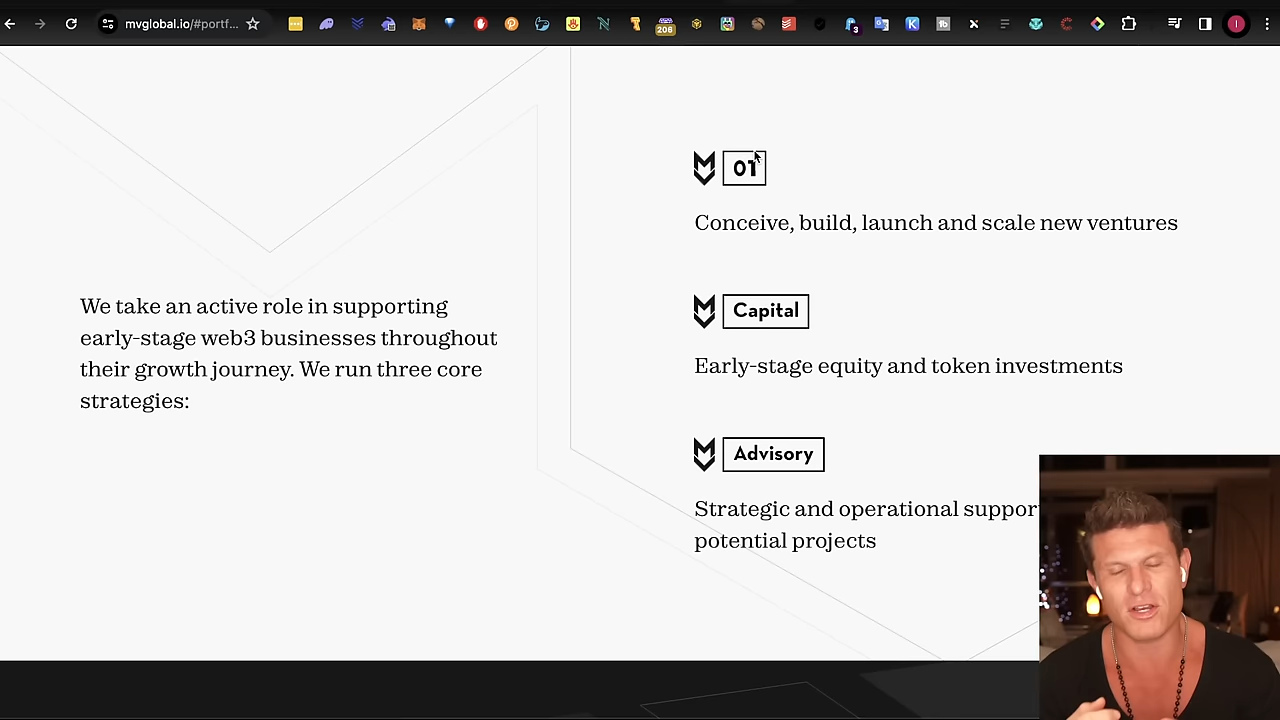 mvglobal.io/#portf...
206
3
We take an active role in supporting
early-stage web3 businesses throughout
their growth journey. We run three core
strategies:
01
Conceive, build, launch and scale new ventures
Capital
Early-stage equity and token investments
Advisory
Strategic and operational suppor
potential projects